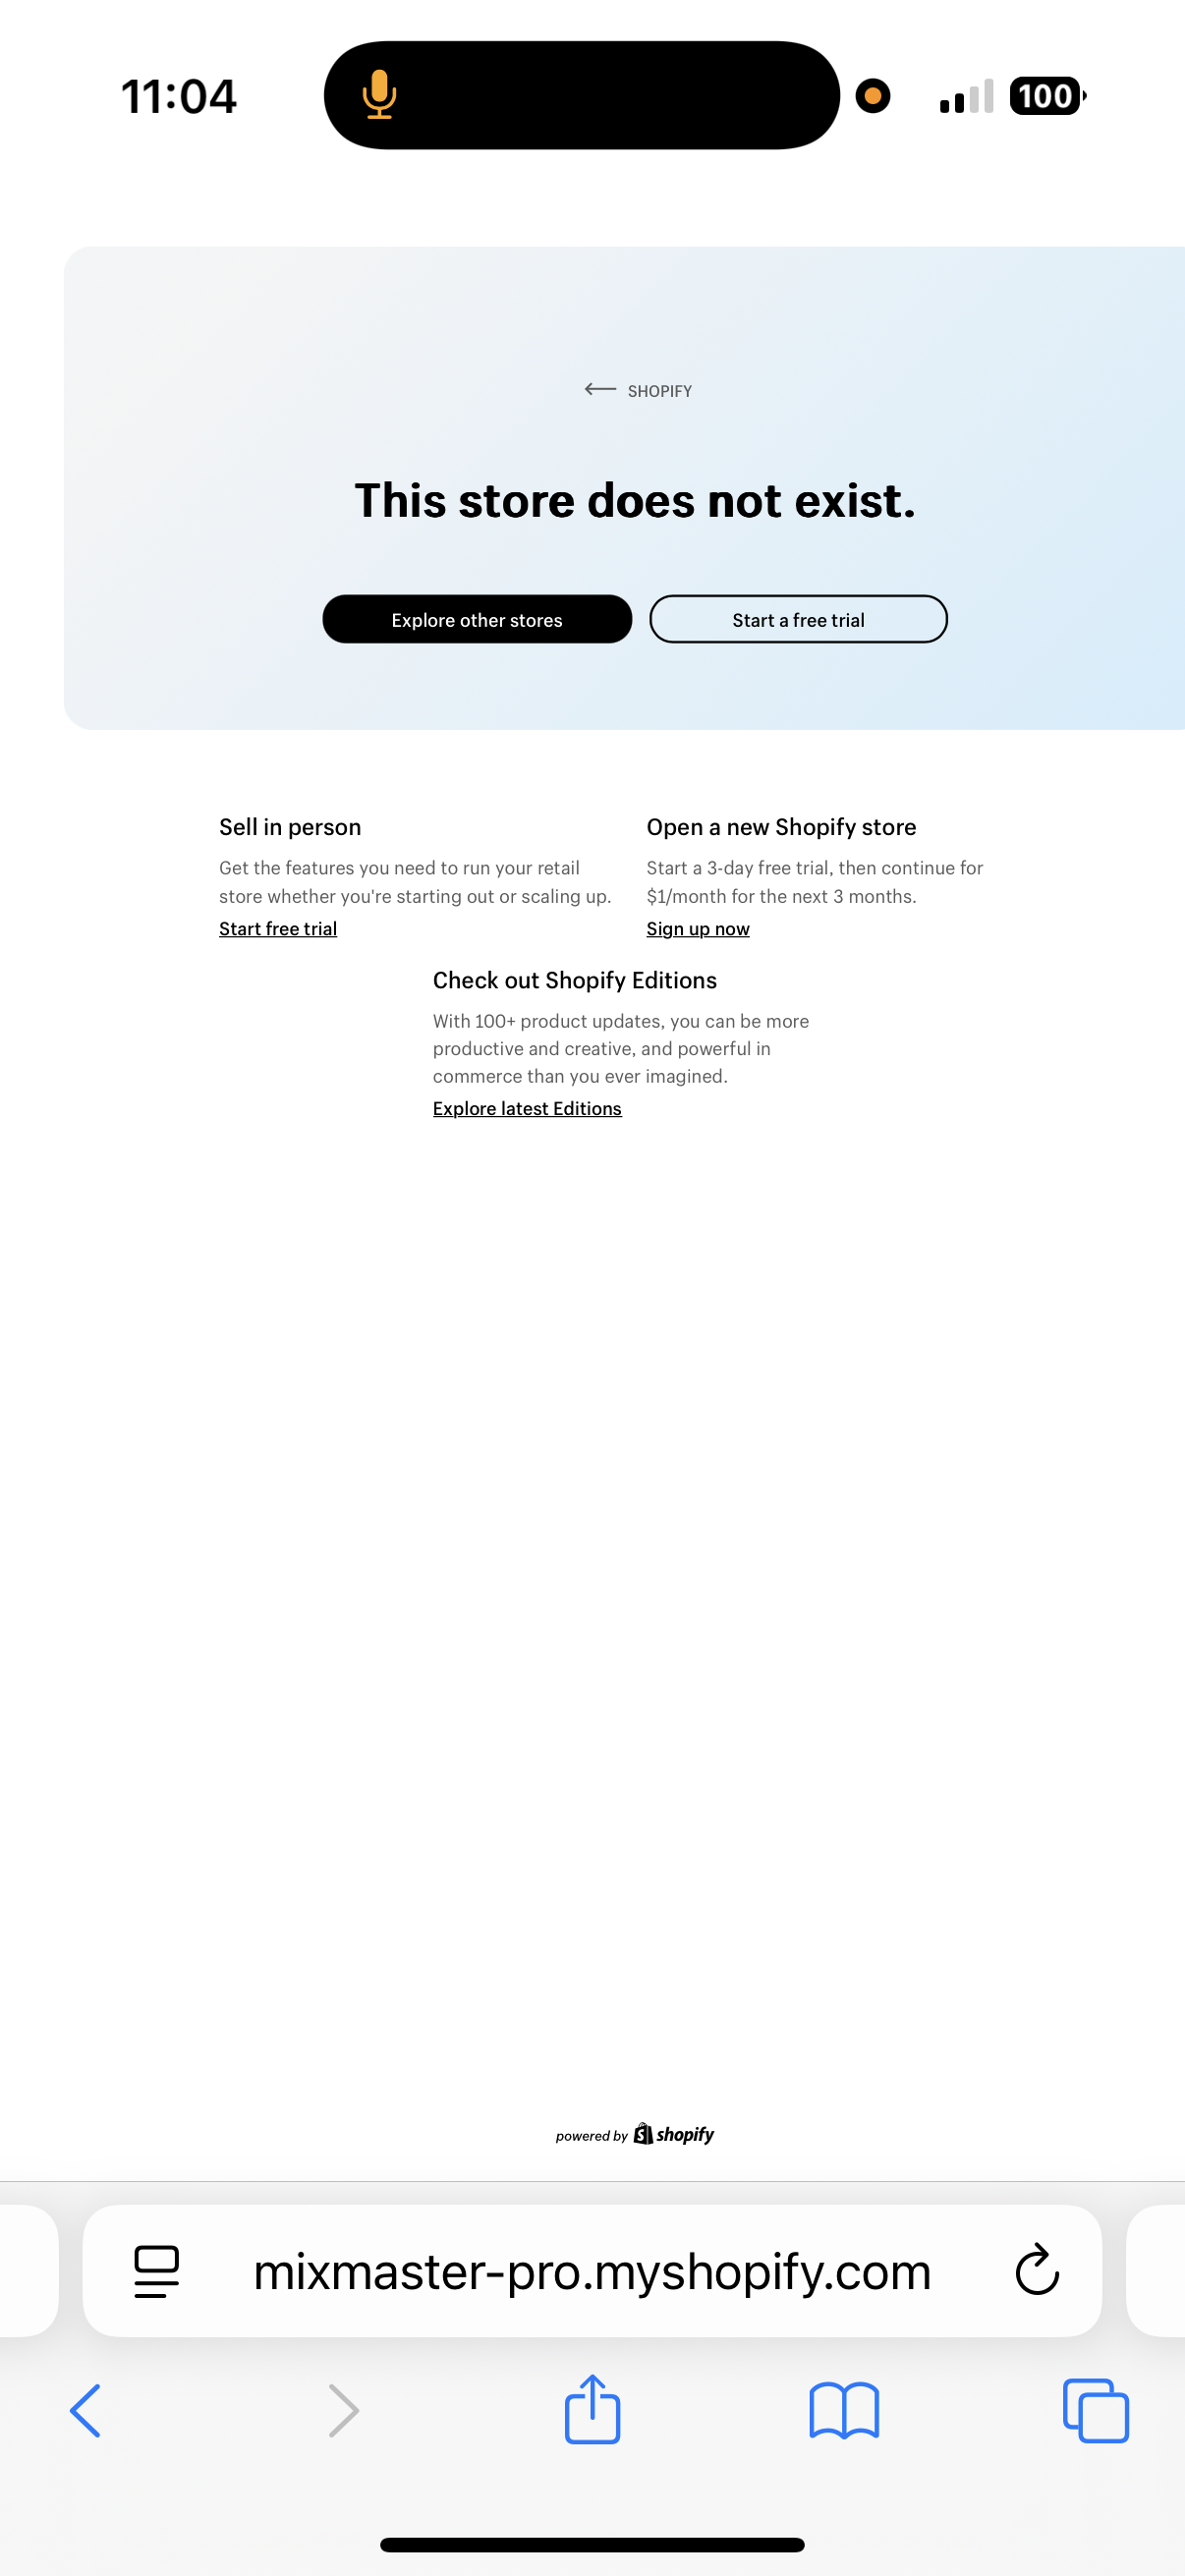 11:04
100
SHOPIFY
This store does not exist.
Explore other stores
Start a free trial
Sell in person
Get the features you need to run your retail
store whether you're starting out or scaling up.
Start free trial
Open a new Shopify store
Start a 3-day free trial, then continue for
$1/month for the next 3 months.
Sign up now
Check out Shopify Editions
With 100+ product updates, you can be more
productive and creative, and powerful in
commerce than you ever imagined.
Explore latest Editions
powered by shopify
mixmaster-pro.myshopify.com